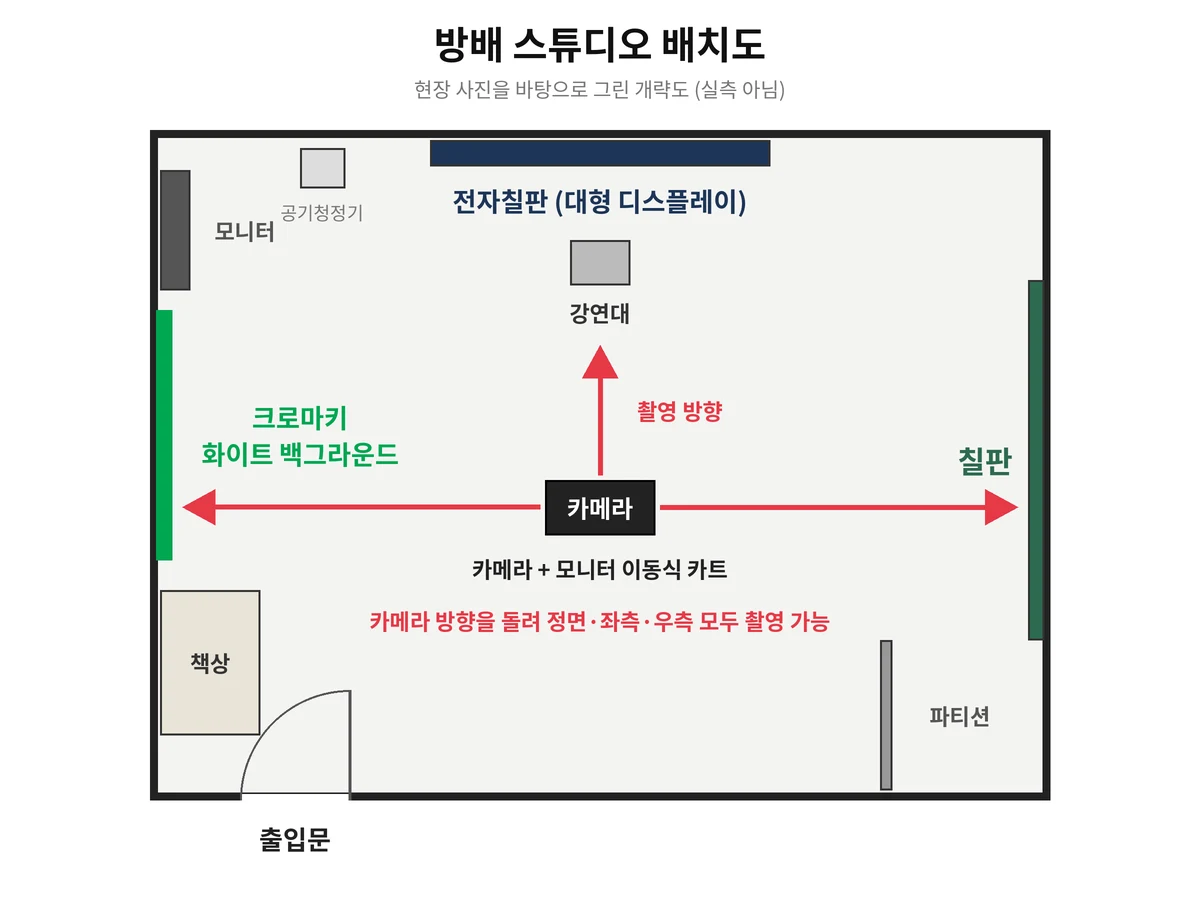 방배 스튜디오 배치도
현장 사진을 바탕으로 그린 개략도 (실측 아님)
전자칠판 (대형 디스플레이)
공기청정기
모니터
강연대
촬영 방향
크로마키
화이트 백그라운드
칠판
카메라
카메라 + 모니터 이동식 카트
카메라 방향을 돌려 정면·좌측·우측 모두 촬영 가능
책상
파티션
출입문